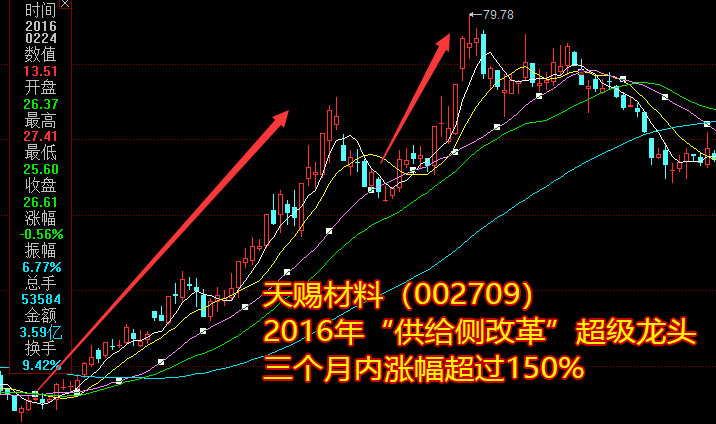 时间
2016
0224
数值
13.51
开盘
26.37
最高
27.41
最低
25.60
收盘
26.61
涨幅
-0.56%
振幅
6.77%
总手
53584
金额
3.59亿
换手
9.42%
79.78
天赐材料（002709）
2016年“供给侧改革”超级龙头
三个月内涨幅超过150%